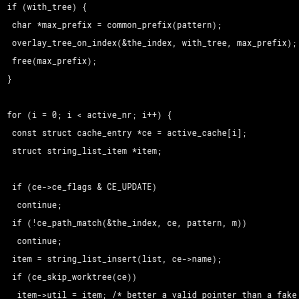 if (with_tree) {
char *max_prefix = common_prefix(pattern);
overlay_tree_on_index(&the_index, with_tree, max_prefix);
free(max_prefix);
}
for (i = 0; i < active_nr; i++) {
const struct cache_entry *ce = active_cache[i];
struct string_list_item *item;
if (ce->ce_flags & CE_UPDATE)
continue;
if (!ce_path_match(&the_index, ce, pattern, m))
continue;
item = string_list_insert(list, ce->name);
if (ce_skip_worktree(ce))
item->util = item; /* better a valid pointer than a fake